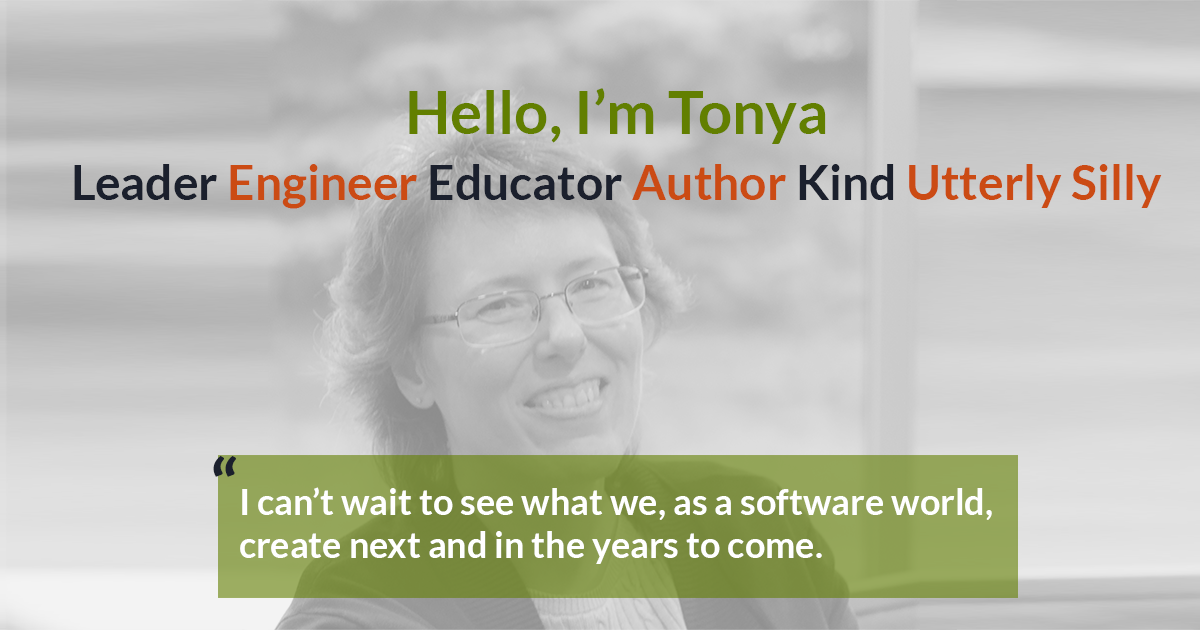 Hello, I’m Tonya
Leader Engineer Educator Author Kind Utterly Silly
“
I can’t wait to see what we, as a software world,
create next and in the years to come.